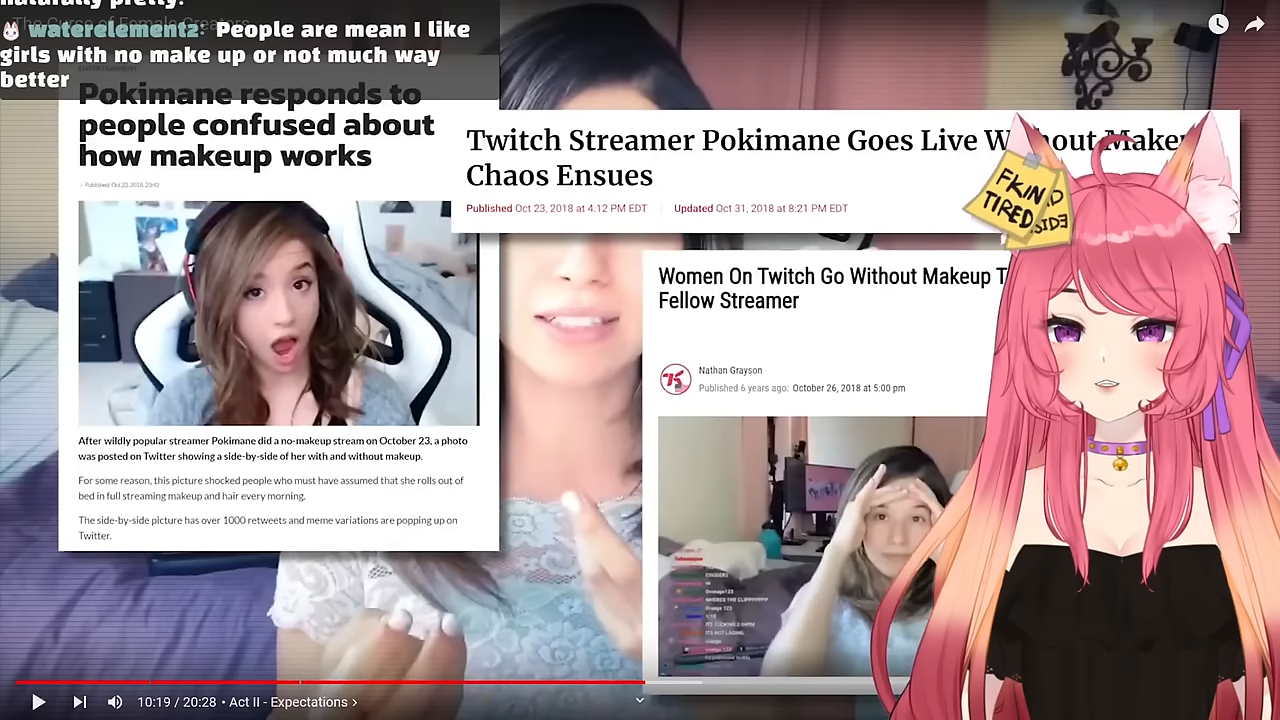 naturally pretty.
The Curse of Female Creators
waterelement2: People are mean I like
girls with no make up or not much way
better
ENTERTAINMENT
Pokimane responds to
people confused about
how makeup works
Published: Oct 23, 2018, 23:42
After wildly popular streamer Pokimane did a no-makeup stream on October 23, a photo
was posted on Twitter showing a side-by-side of her with and without makeup.
For some reason, this picture shocked people who must have assumed that she rolls out of
bed in full streaming makeup and hair every morning.
The side-by-side picture has over 1000 retweets and meme variations are popping up on
Twitter.
Twitch Streamer Pokimane Goes Live
Chaos Ensues
Published Oct 23, 2018 at 4:12 PM EDT
Updated Oct 31, 2018 at 8:21 PM EDT
FKIN
TIRED
Women On Twitch Go Without Makeup
Fellow Streamer
Nathan Grayson
Published 6 years ago: October 26, 2018 at 5:00 pm
10:19 / 20:28 • Act II - Expectations ›